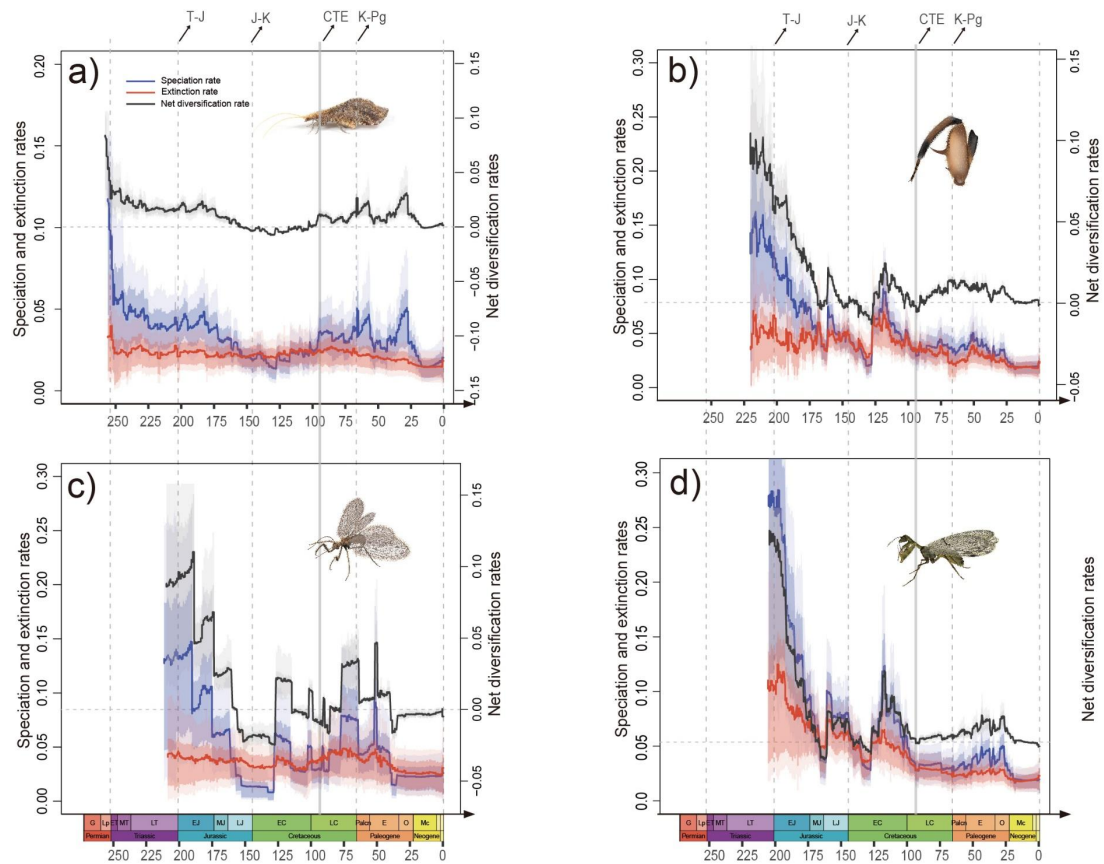 T-J J-K CTE K-Pg
T-J J-K CTE K-Pg
a)
Speciation rate
Extinction rate
Net diversification rate
Speciation and extinction rates
0.20
0.15
0.10
0.05
0.00
Net diversification rates
0.15
0.10
0.05
0.00
−0.05
−0.10
−0.15
250 225 200 175 150 125 100 75 50 25 0
b)
Speciation and extinction rates
0.30
0.25
0.20
0.15
0.10
0.05
0.00
Net diversification rates
0.15
0.10
0.05
0.00
−0.05
250 225 200 175 150 125 100 75 50 25 0
c)
Speciation and extinction rates
0.30
0.25
0.20
0.15
0.10
0.05
0.00
Net diversification rates
0.15
0.10
0.05
0.00
−0.05
G Lp ET MT LT EJ MJ LJ EC LC Palco E O Mc
Permian Triassic Jurassic Cretaceous Paleogene Neogene
250 225 200 175 150 125 100 75 50 25 0
d)
Speciation and extinction rates
0.30
0.25
0.20
0.15
0.10
0.05
0.00
Net diversification rates
G Lp ET MT LT EJ MJ LJ EC LC Palco E O Mc
Permian Triassic Jurassic Cretaceous Paleogene Neogene
250 225 200 175 150 125 100 75 50 25 0